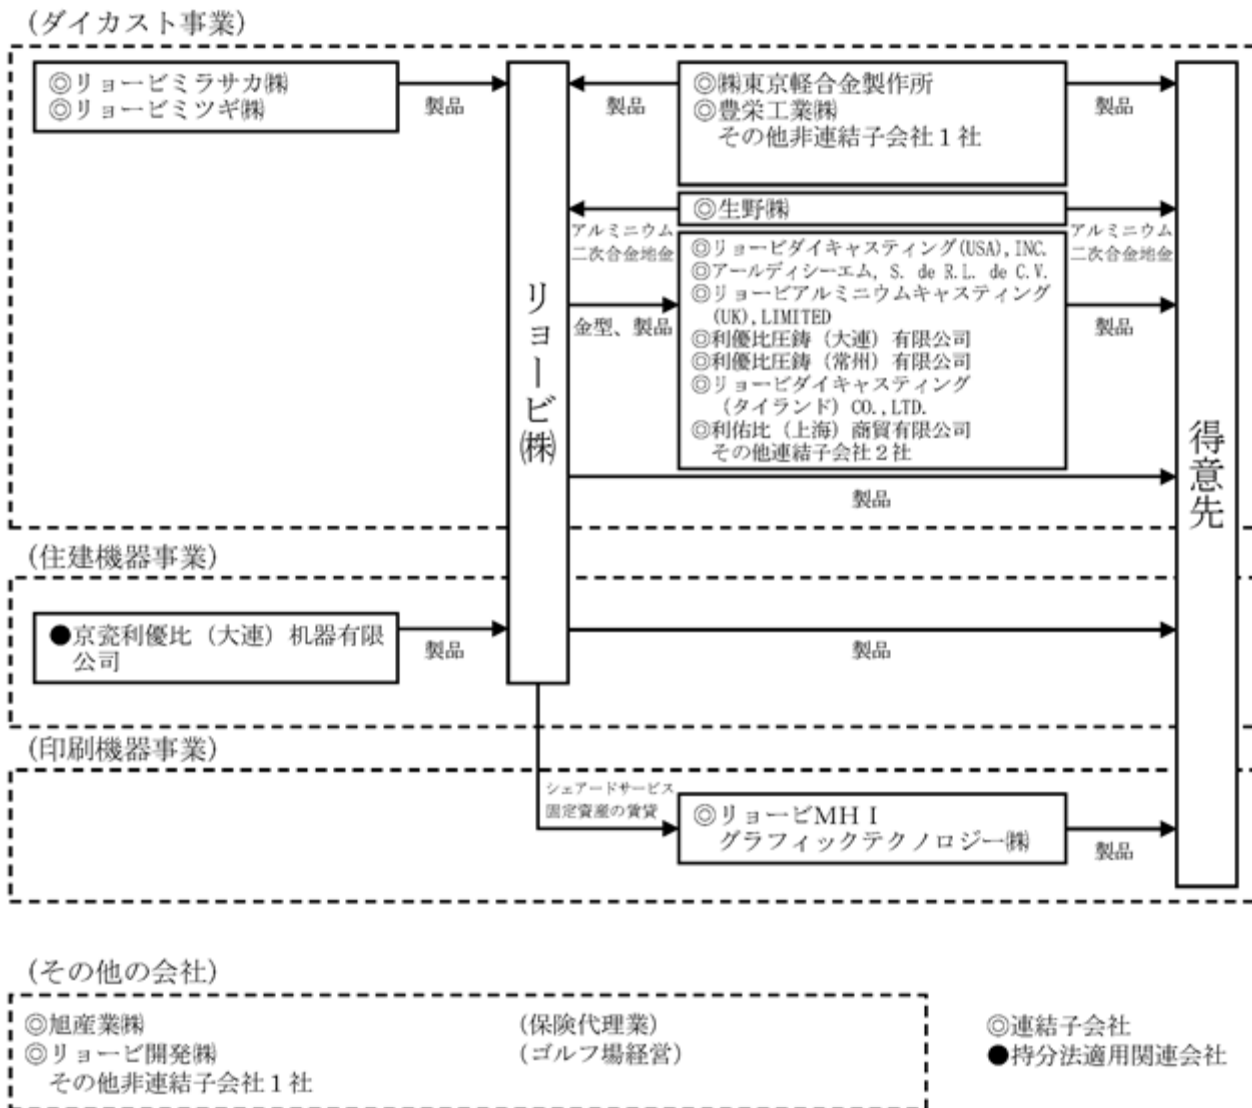 (ダイカスト事業)
◎リョービミラサカ㈱
◎リョービミツギ㈱
製品
リョービ㈱
製品
◎㈱東京軽合金製作所
◎豊栄工業㈱
その他非連結子会社１社
製品
◎生野㈱
アルミニウム
二次合金地金
アルミニウム
二次合金地金
◎リョービダイキャスティング(USA), INC.
◎アールディシーエム, S. de R.L. de C.V.
◎リョービアルミニウムキャスティング
(UK), LIMITED
◎利優比圧鋳（大連）有限公司
◎利優比圧鋳（常州）有限公司
◎リョービダイキャスティング
（タイランド）CO., LTD.
◎利佑比（上海）商貿有限公司
その他連結子会社２社
金型、製品
製品
製品
得意先
(住建機器事業)
●京瓷利優比（大連）机器有限
公司
製品
製品
(印刷機器事業)
シェアードサービス
固定資産の賃貸
◎リョービＭＨＩ
グラフィックテクノロジー㈱
製品
(その他の会社)
◎旭産業㈱ (保険代理業)
◎リョービ開発㈱ (ゴルフ場経営)
その他非連結子会社１社
◎連結子会社
●持分法適用関連会社